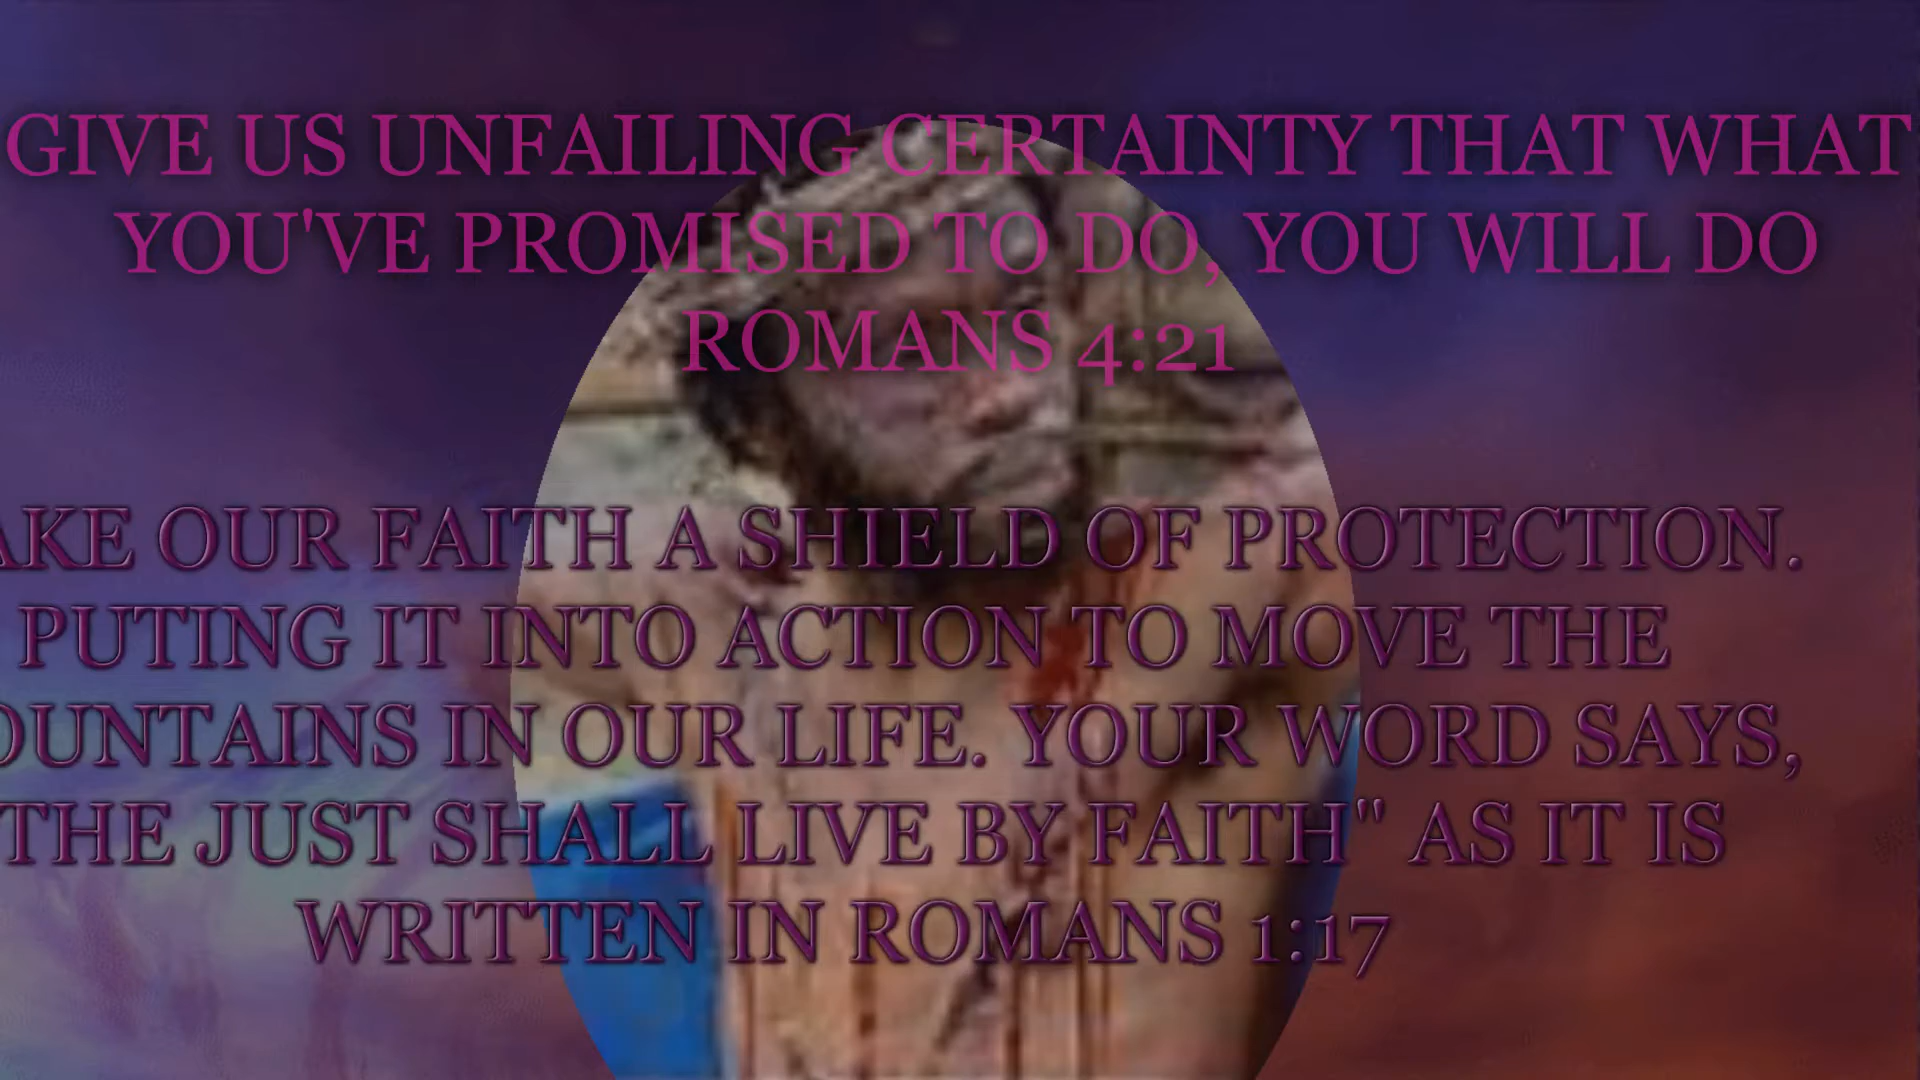 GIVE US UNFAILING CERTAINTY THAT WHAT
YOU'VE PROMISED TO DO, YOU WILL DO
ROMANS 4:21
AKE OUR FAITH A SHIELD OF PROTECTION.
PUTING IT INTO ACTION TO MOVE THE
OUNTAINS IN OUR LIFE. YOUR WORD SAYS,
THE JUST SHALL LIVE BY FAITH" AS IT IS
WRITTEN IN ROMANS 1:17